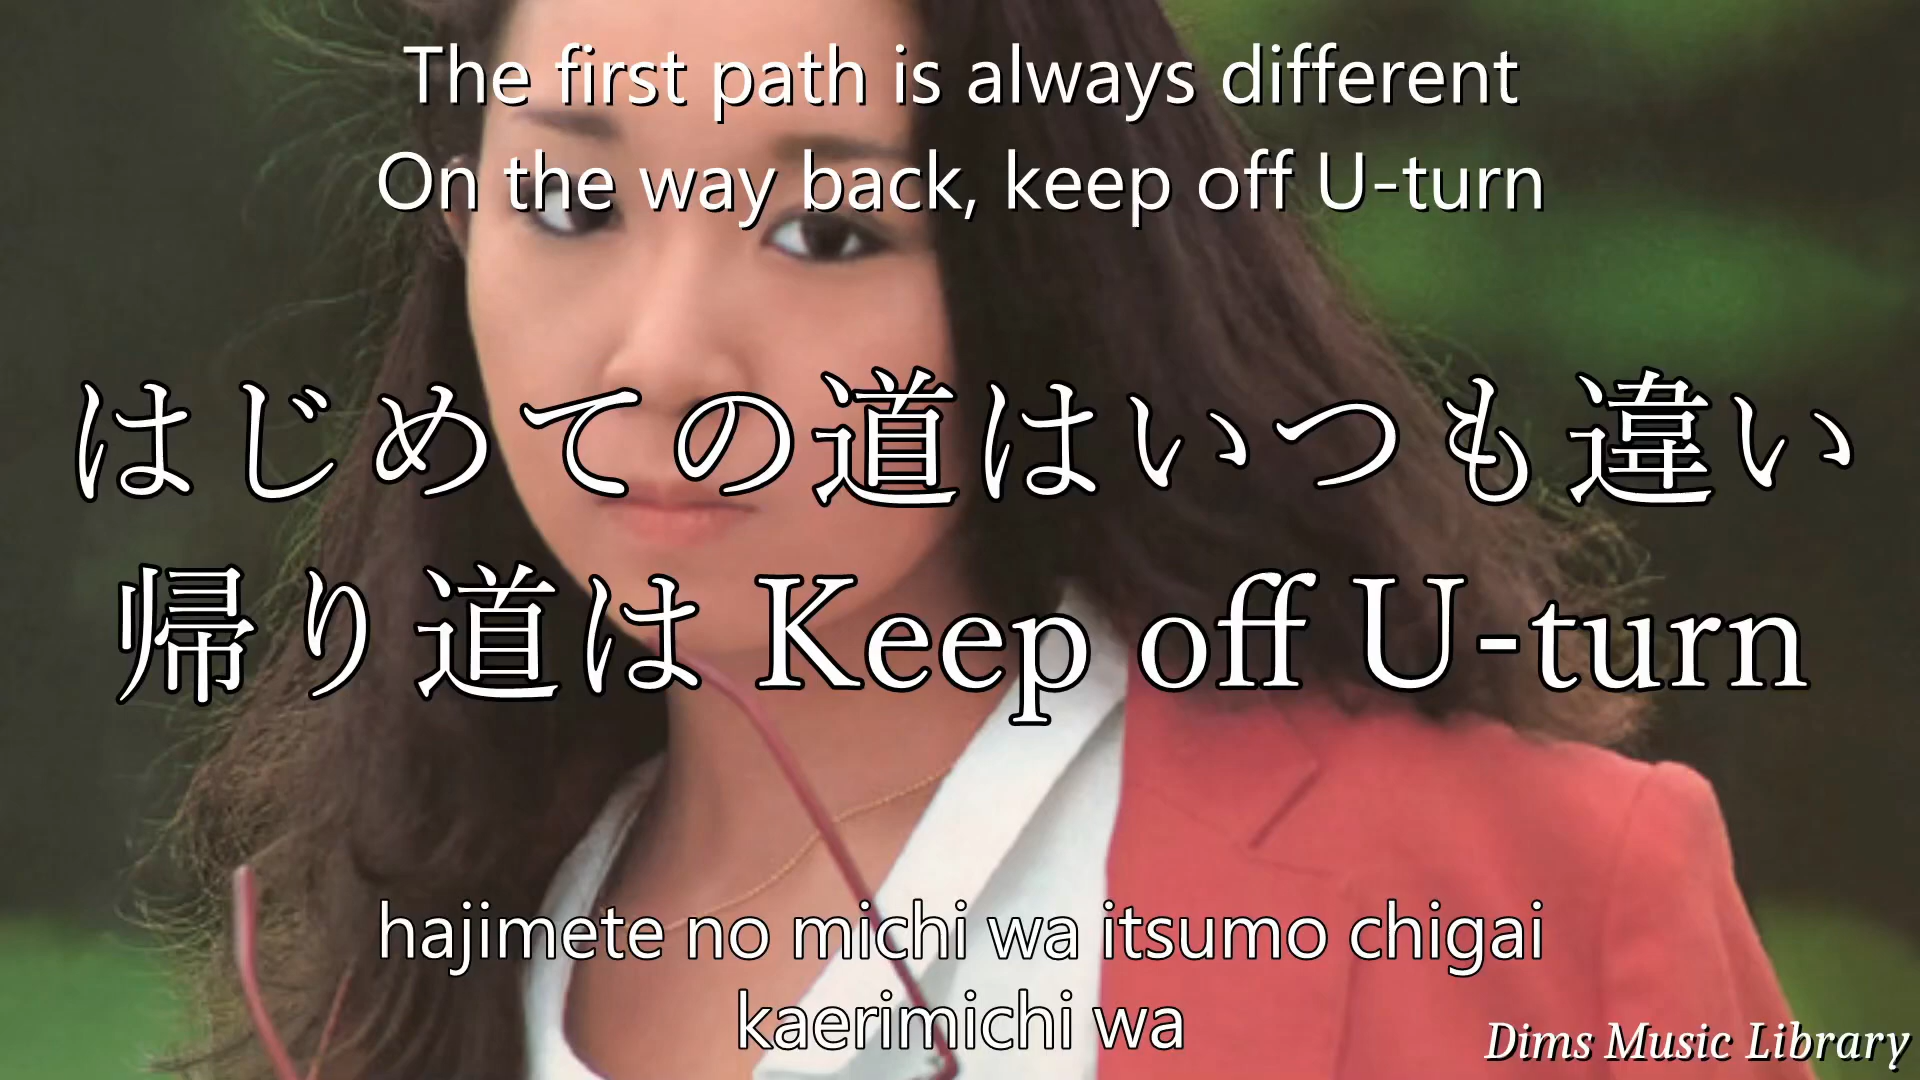 The first path is always different
On the way back, keep off U-turn
はじめての道はいつも違い
帰り道は Keep off U-turn
hajimete no michi wa itsumo chigai
kaerimichi wa
Dims Music Library